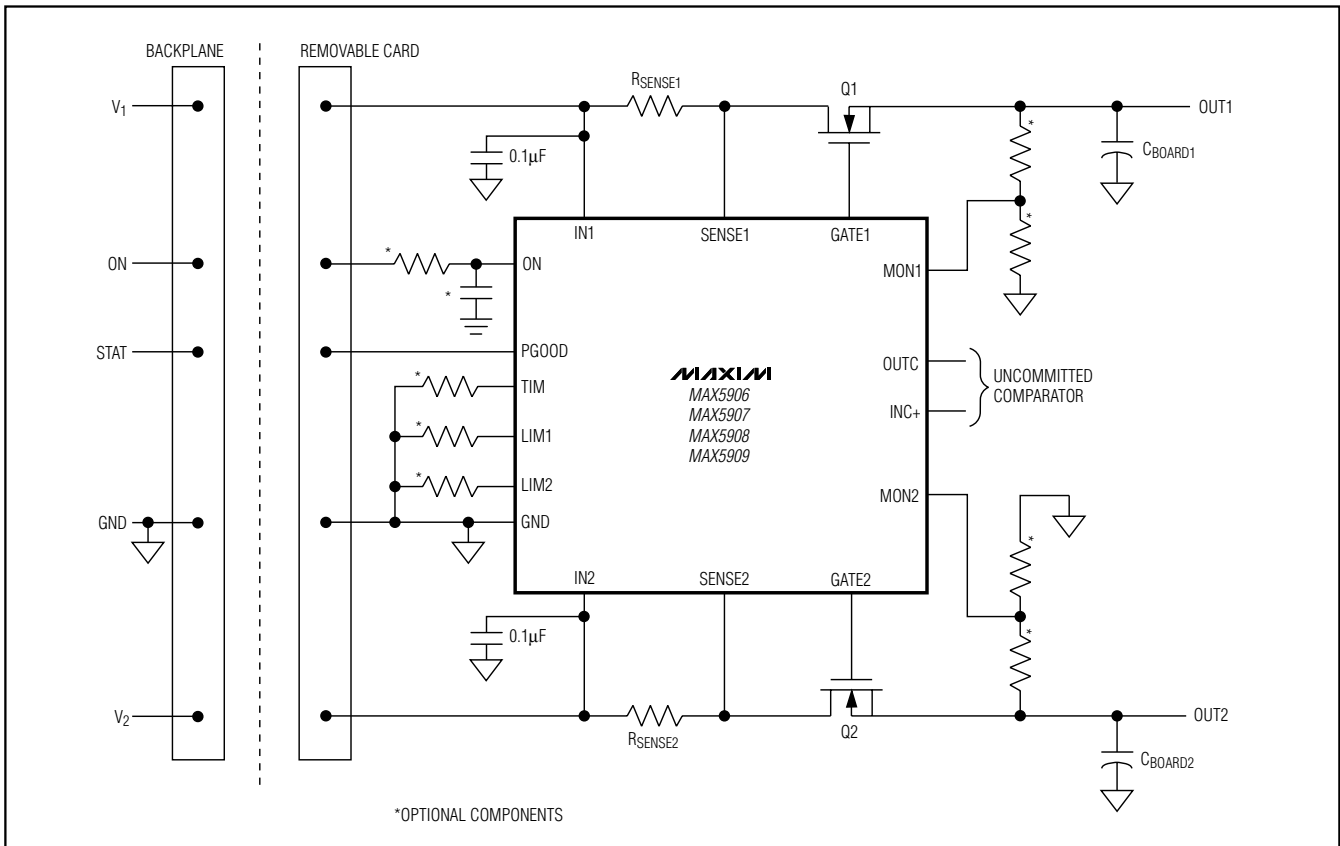 BACKPLANE
REMOVABLE CARD
V1
RSENSE1
Q1
OUT1
*
CBOARD1
0.1µF
*
IN1
SENSE1
GATE1
ON
*
ON
MON1
*
STAT
PGOOD
OUTC
UNCOMMITTED
COMPARATOR
INC+
MAXIM
MAX5906
MAX5907
MAX5908
MAX5909
*
TIM
*
LIM1
*
LIM2
MON2
GND
GND
*
IN2
SENSE2
GATE2
0.1µF
*
V2
RSENSE2
Q2
OUT2
CBOARD2
*OPTIONAL COMPONENTS